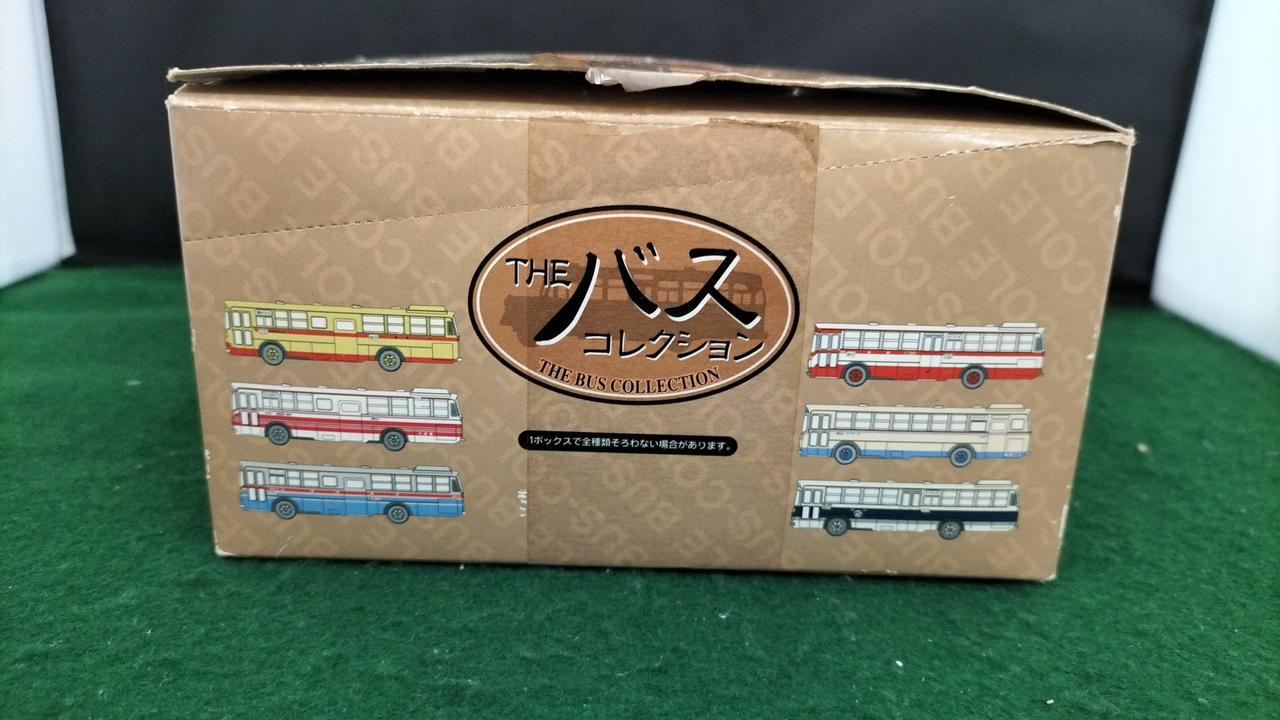 THE バス
コレクション
THE BUS COLLECTION
1ボックスで全種類そろわない場合があります。